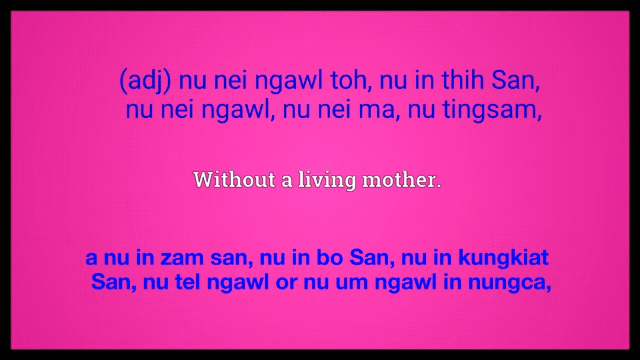 (adj) nu nei ngawl toh, nu in thih San,
nu nei ngawl, nu nei ma, nu tingsam,
Without a living mother.
a nu in zam san, nu in bo San, nu in kungkiat
San, nu tel ngawl or nu um ngawl in nungca,